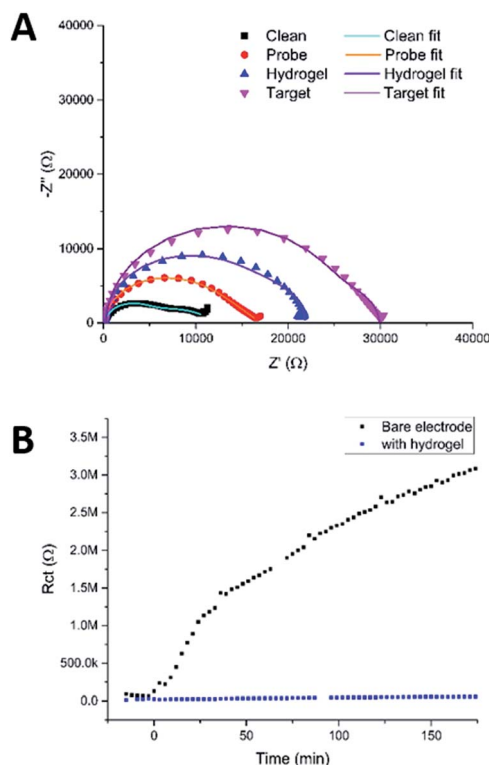 A
Clean Clean fit
Probe Probe fit
Hydrogel Hydrogel fit
Target Target fit
40000
30000
20000
10000
0
-Z" (Ω)
0 10000 20000 30000 40000
Z' (Ω)
B
Bare electrode
with hydrogel
3.5M
3.0M
2.5M
2.0M
1.5M
1.0M
500.0k
0.0
Rct (Ω)
0 50 100 150
Time (min)